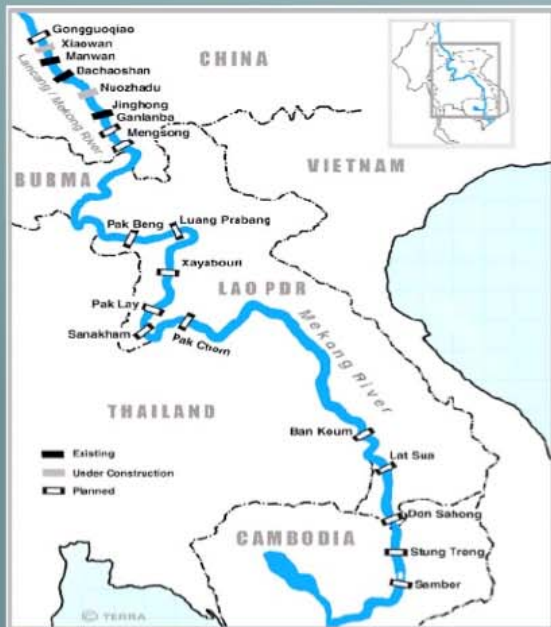 Gongguoqiao
Xiaowan
Manwan
Dachaoshan
Nuozhadu
Jinghong
Ganlanba
Mengsong
Lancang / Mekong River
CHINA
VIETNAM
BURMA
Pak Beng
Luang Prabang
Xayabouri
LAO PDR
Pak Lay
Sanakham
Pak Chom
Mekong River
THAILAND
Ban Koum
Lat Sua
Existing
Under Construction
Planned
Don Sahong
CAMBODIA
Stung Treng
Sambor
© TERRA